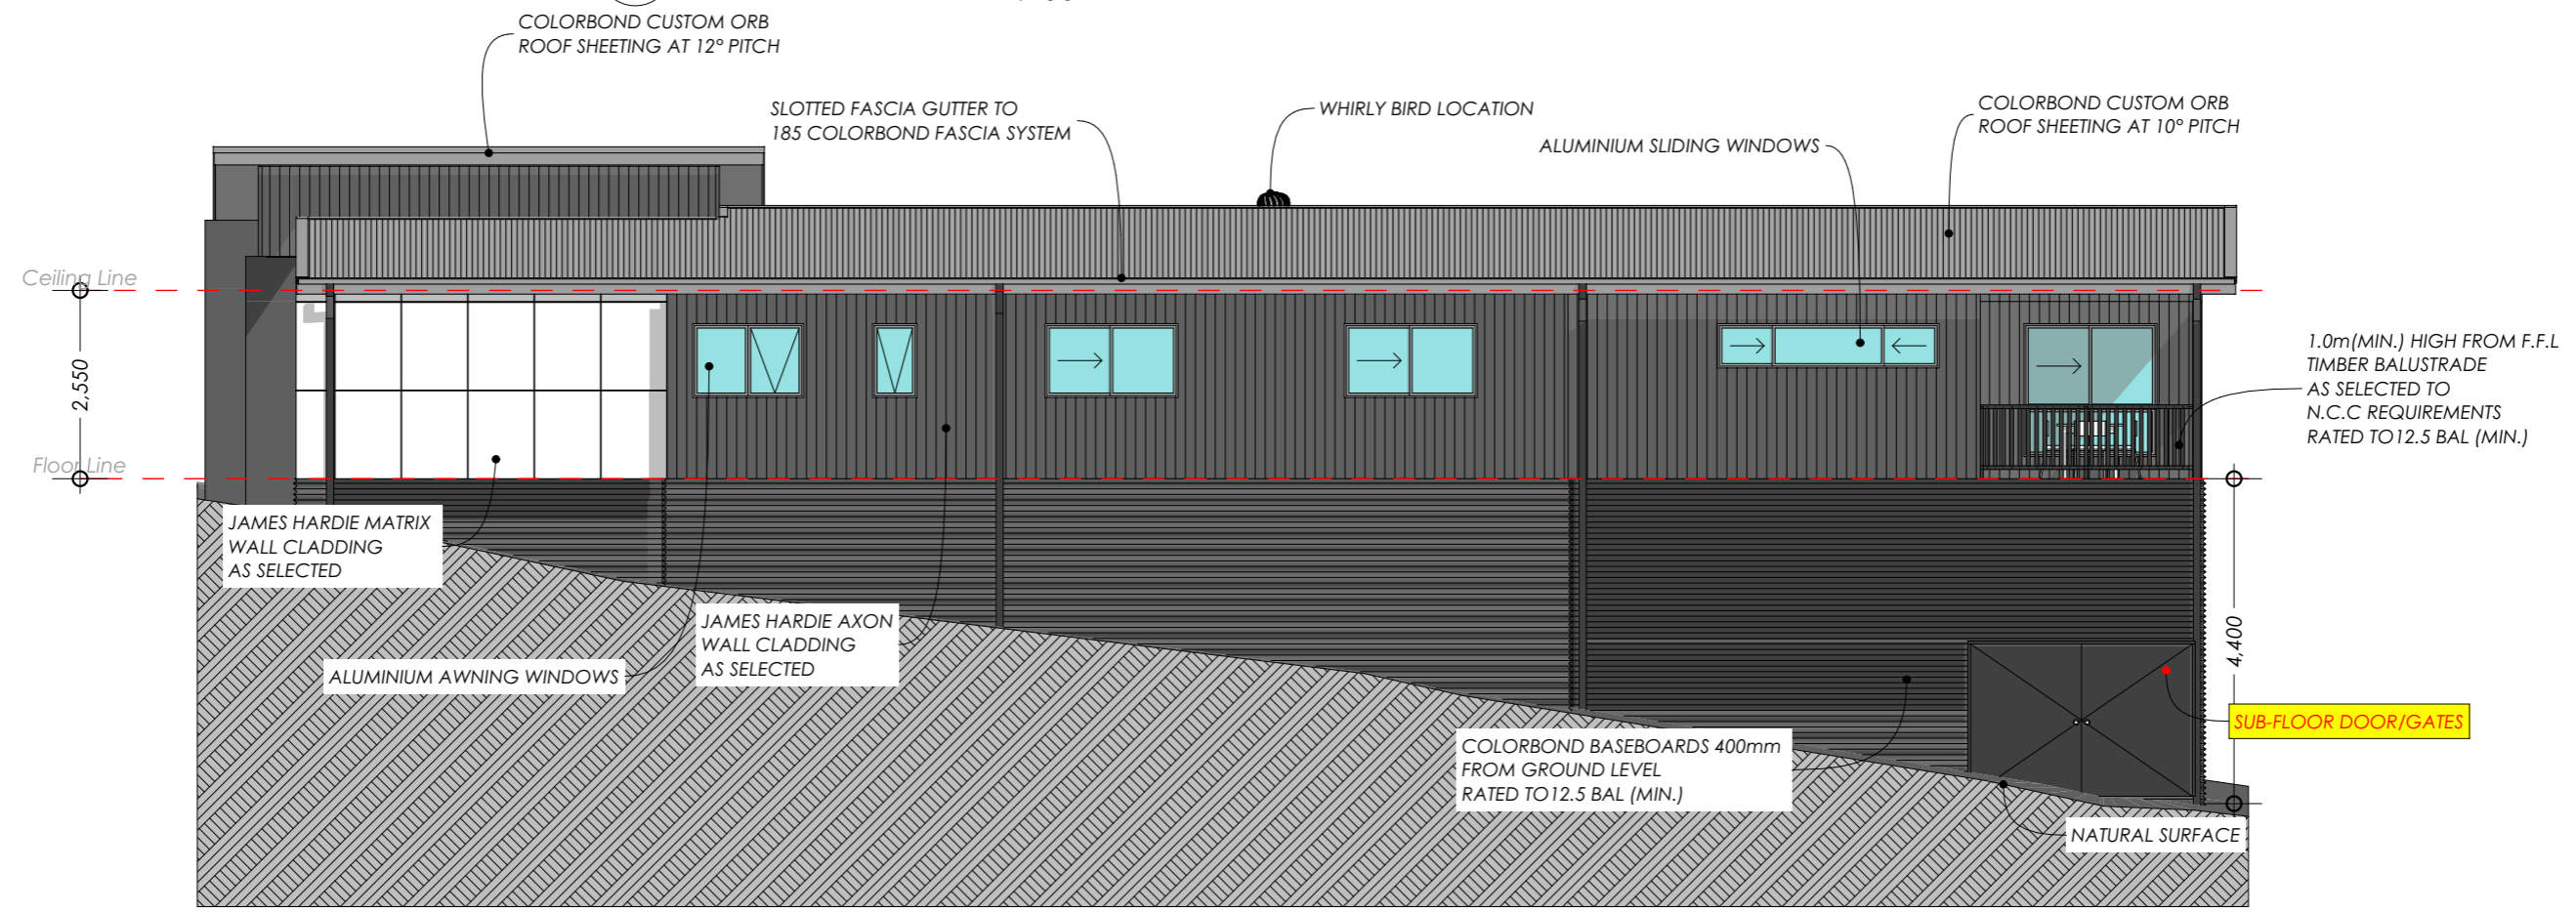 COLORBOND CUSTOM ORB
ROOF SHEETING AT 12° PITCH
SLOTTED FASCIA GUTTER TO
185 COLORBOND FASCIA SYSTEM
WHIRLY BIRD LOCATION
ALUMINIUM SLIDING WINDOWS
COLORBOND CUSTOM ORB
ROOF SHEETING AT 10° PITCH
Ceiling Line
2,550
Floor Line
1.0m(MIN.) HIGH FROM F.F.L
TIMBER BALUSTRADE
AS SELECTED TO
N.C.C REQUIREMENTS
RATED TO12.5 BAL (MIN.)
JAMES HARDIE MATRIX
WALL CLADDING
AS SELECTED
JAMES HARDIE AXON
WALL CLADDING
AS SELECTED
ALUMINIUM AWNING WINDOWS
4,400
SUB-FLOOR DOOR/GATES
COLORBOND BASEBOARDS 400mm
FROM GROUND LEVEL
RATED TO12.5 BAL (MIN.)
NATURAL SURFACE